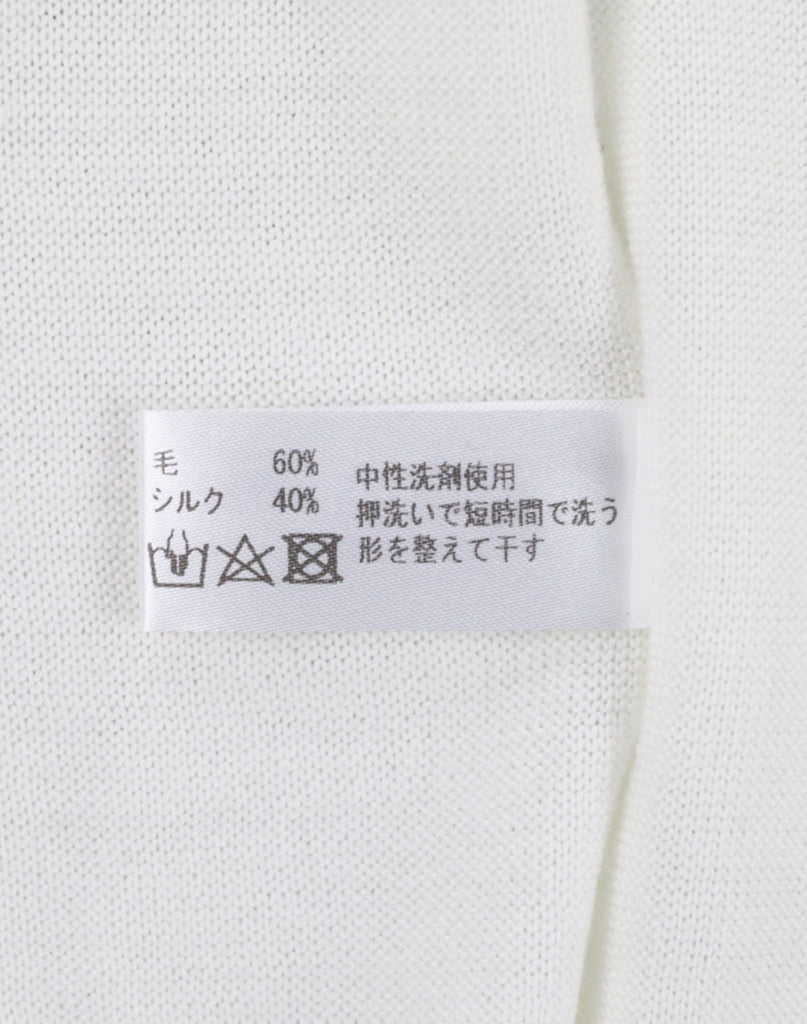 毛 60%
シルク 40%
中性洗剤使用
押洗いで短時間で洗う
形を整えて干す